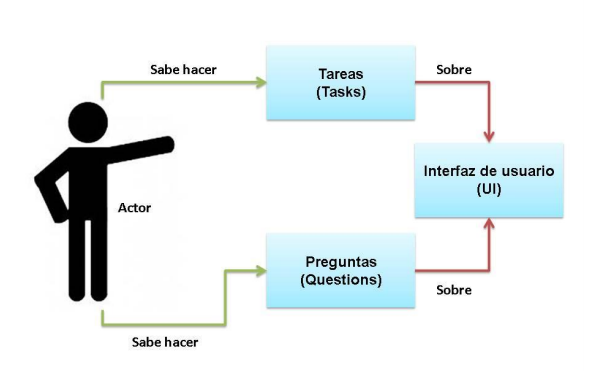 Sabe hacer
Tareas
(Tasks)
Sobre
Interfaz de usuario
(UI)
Actor
Preguntas
(Questions)
Sobre
Sabe hacer